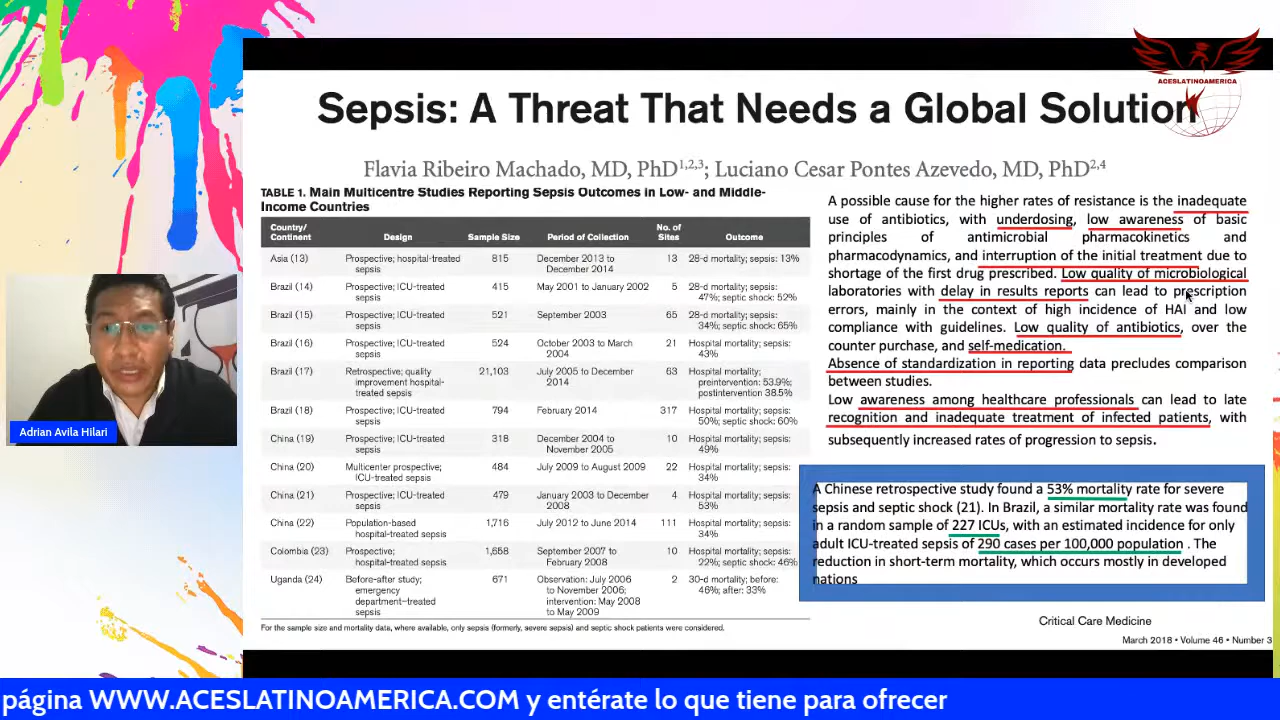 ACESLATINOAMERICA
Sepsis: A Threat That Needs a Global Solution
Flavia Ribeiro Machado, MD, PhD1,2,3; Luciano Cesar Pontes Azevedo, MD, PhD2,4
TABLE 1. Main Multicentre Studies Reporting Sepsis Outcomes in Low- and Middle-
Income Countries
Country/Continent Design Sample Size Period of Collection No. of Sites Outcome
Asia (13) Prospective; hospital-treated sepsis 815 December 2013 to December 2014 13 28-d mortality; sepsis: 13%
Brazil (14) Prospective; ICU-treated sepsis 415 May 2001 to January 2002 5 28-d mortality; sepsis: 47%; septic shock: 52%
Brazil (15) Prospective; ICU-treated sepsis 521 September 2003 65 28-d mortality; sepsis: 34%; septic shock: 65%
Brazil (16) Prospective; ICU-treated sepsis 524 October 2003 to March 2004 21 Hospital mortality; sepsis: 43%
Brazil (17) Retrospective; quality improvement hospital-treated sepsis 21,103 July 2005 to December 2014 63 Hospital mortality; preintervention: 53.9%; postintervention 38.5%
Brazil (18) Prospective; ICU-treated sepsis 794 February 2014 317 Hospital mortality; sepsis: 50%; septic shock: 60%
China (19) Prospective; ICU-treated sepsis 318 December 2004 to November 2005 10 Hospital mortality; sepsis: 49%
China (20) Multicenter prospective; ICU-treated sepsis 484 July 2009 to August 2009 22 Hospital mortality; sepsis: 34%
China (21) Prospective; ICU-treated sepsis 479 January 2003 to December 2008 4 Hospital mortality; sepsis: 53%
China (22) Population-based hospital-treated sepsis 1,716 July 2012 to June 2014 111 Hospital mortality; sepsis: 34%
Colombia (23) Prospective; hospital-treated sepsis 1,658 September 2007 to February 2008 10 Hospital mortality; sepsis: 22%; septic shock: 46%
Uganda (24) Before-after study; emergency department–treated sepsis 671 Observation: July 2006 to November 2006; intervention: May 2008 to May 2009 2 30-d mortality; before: 46%; after: 33%
For the sample size and mortality data, where available, only sepsis (formerly, severe sepsis) and septic shock patients were considered.
A possible cause for the higher rates of resistance is the inadequate
use of antibiotics, with underdosing, low awareness of basic
principles of antimicrobial pharmacokinetics and
pharmacodynamics, and interruption of the initial treatment due to
shortage of the first drug prescribed. Low quality of microbiological
laboratories with delay in results reports can lead to prescription
errors, mainly in the context of high incidence of HAI and low
compliance with guidelines. Low quality of antibiotics, over the
counter purchase, and self-medication.
Absence of standardization in reporting data precludes comparison
between studies.
Low awareness among healthcare professionals can lead to late
recognition and inadequate treatment of infected patients, with
subsequently increased rates of progression to sepsis.
A Chinese retrospective study found a 53% mortality rate for severe
sepsis and septic shock (21). In Brazil, a similar mortality rate was found
in a random sample of 227 ICUs, with an estimated incidence for only
adult ICU-treated sepsis of 290 cases per 100,000 population . The
reduction in short-term mortality, which occurs mostly in developed
nations
Critical Care Medicine
March 2018 • Volume 46 • Number 3
Adrian Avila Hilari
página WWW.ACESLATINOAMERICA.COM y entérate lo que tiene para ofrecer